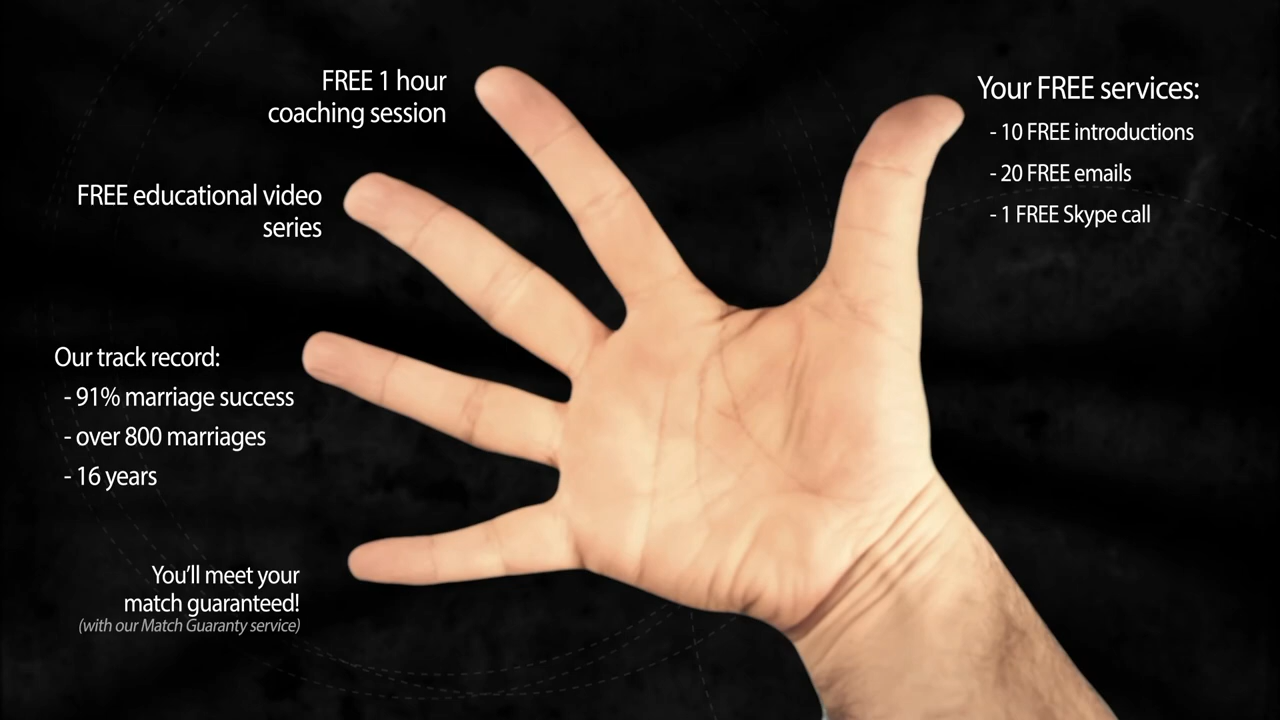 FREE 1 hour
coaching session
FREE educational video
series
Our track record:
- 91% marriage success
- over 800 marriages
- 16 years
You'll meet your
match guaranteed!
(with our Match Guaranty service)
Your FREE services:
- 10 FREE introductions
- 20 FREE emails
- 1 FREE Skype call